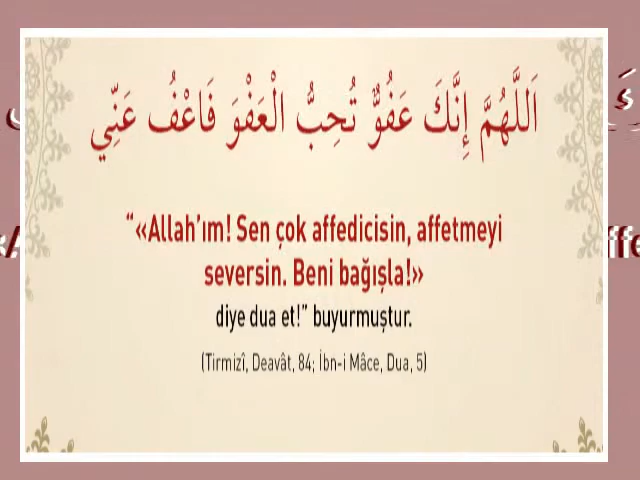 اَللَّهُمَّ إِنَّكَ عَفُوٌّ تُحِبُّ الْعَفْوَ فَاعْفُ عَنِّي
“«Allah’ım! Sen çok affedicisin, affetmeyi
seversin. Beni bağışla!»
diye dua et!” buyurmuştur.
(Tirmizî, Deavât, 84; İbn-i Mâce, Dua, 5)